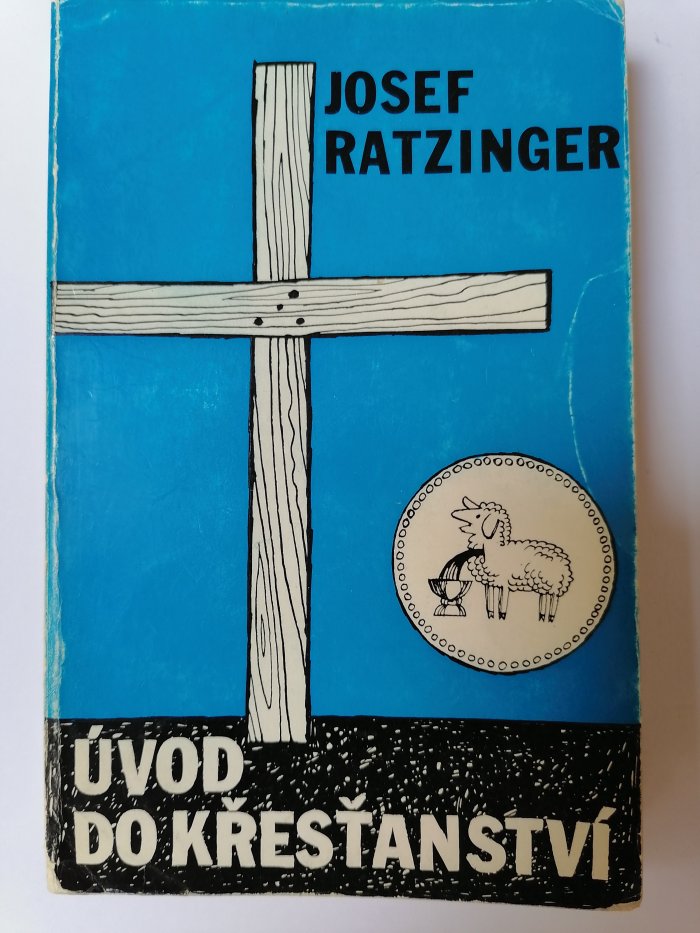 JOSEF
RATZINGER
ÚVOD
DO KŘESŤANSTVÍ